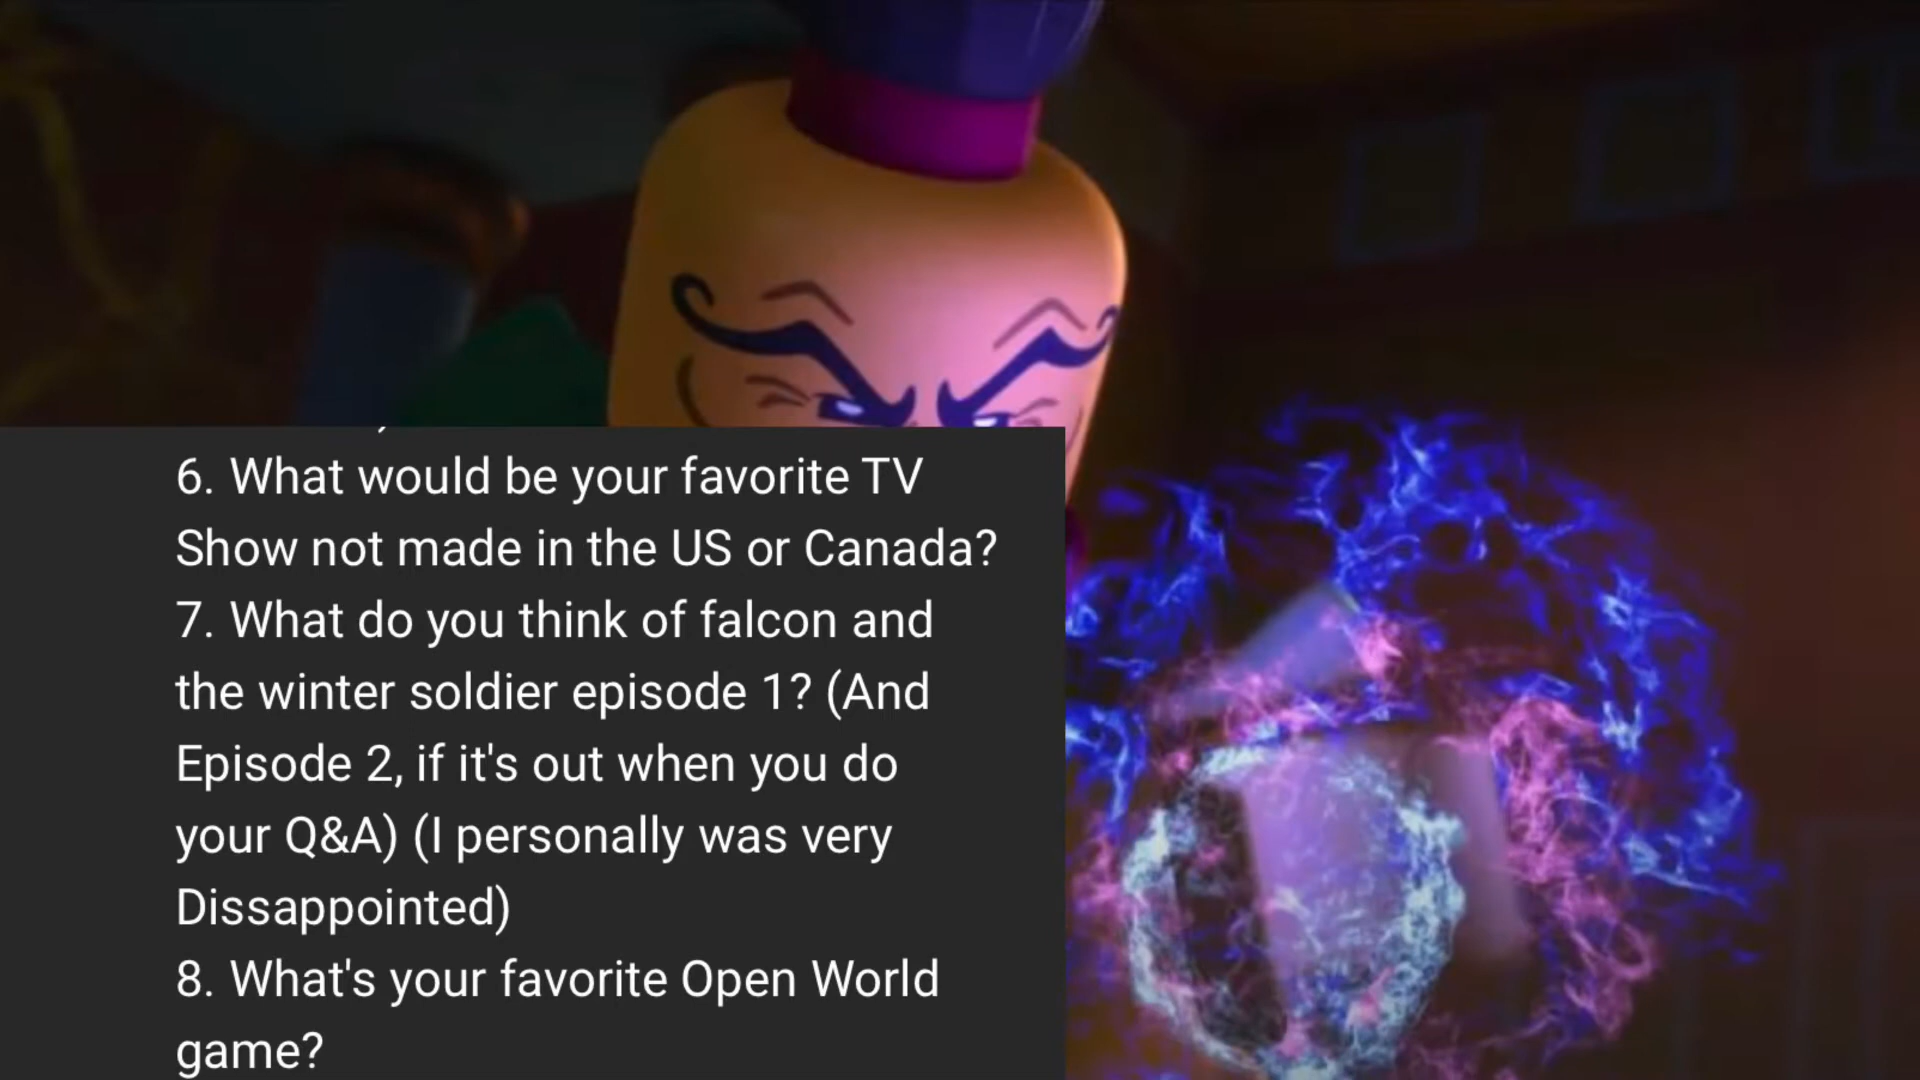 6. What would be your favorite TV
Show not made in the US or Canada?
7. What do you think of falcon and
the winter soldier episode 1? (And
Episode 2, if it's out when you do
your Q&A) (I personally was very
Dissappointed)
8. What's your favorite Open World
game?